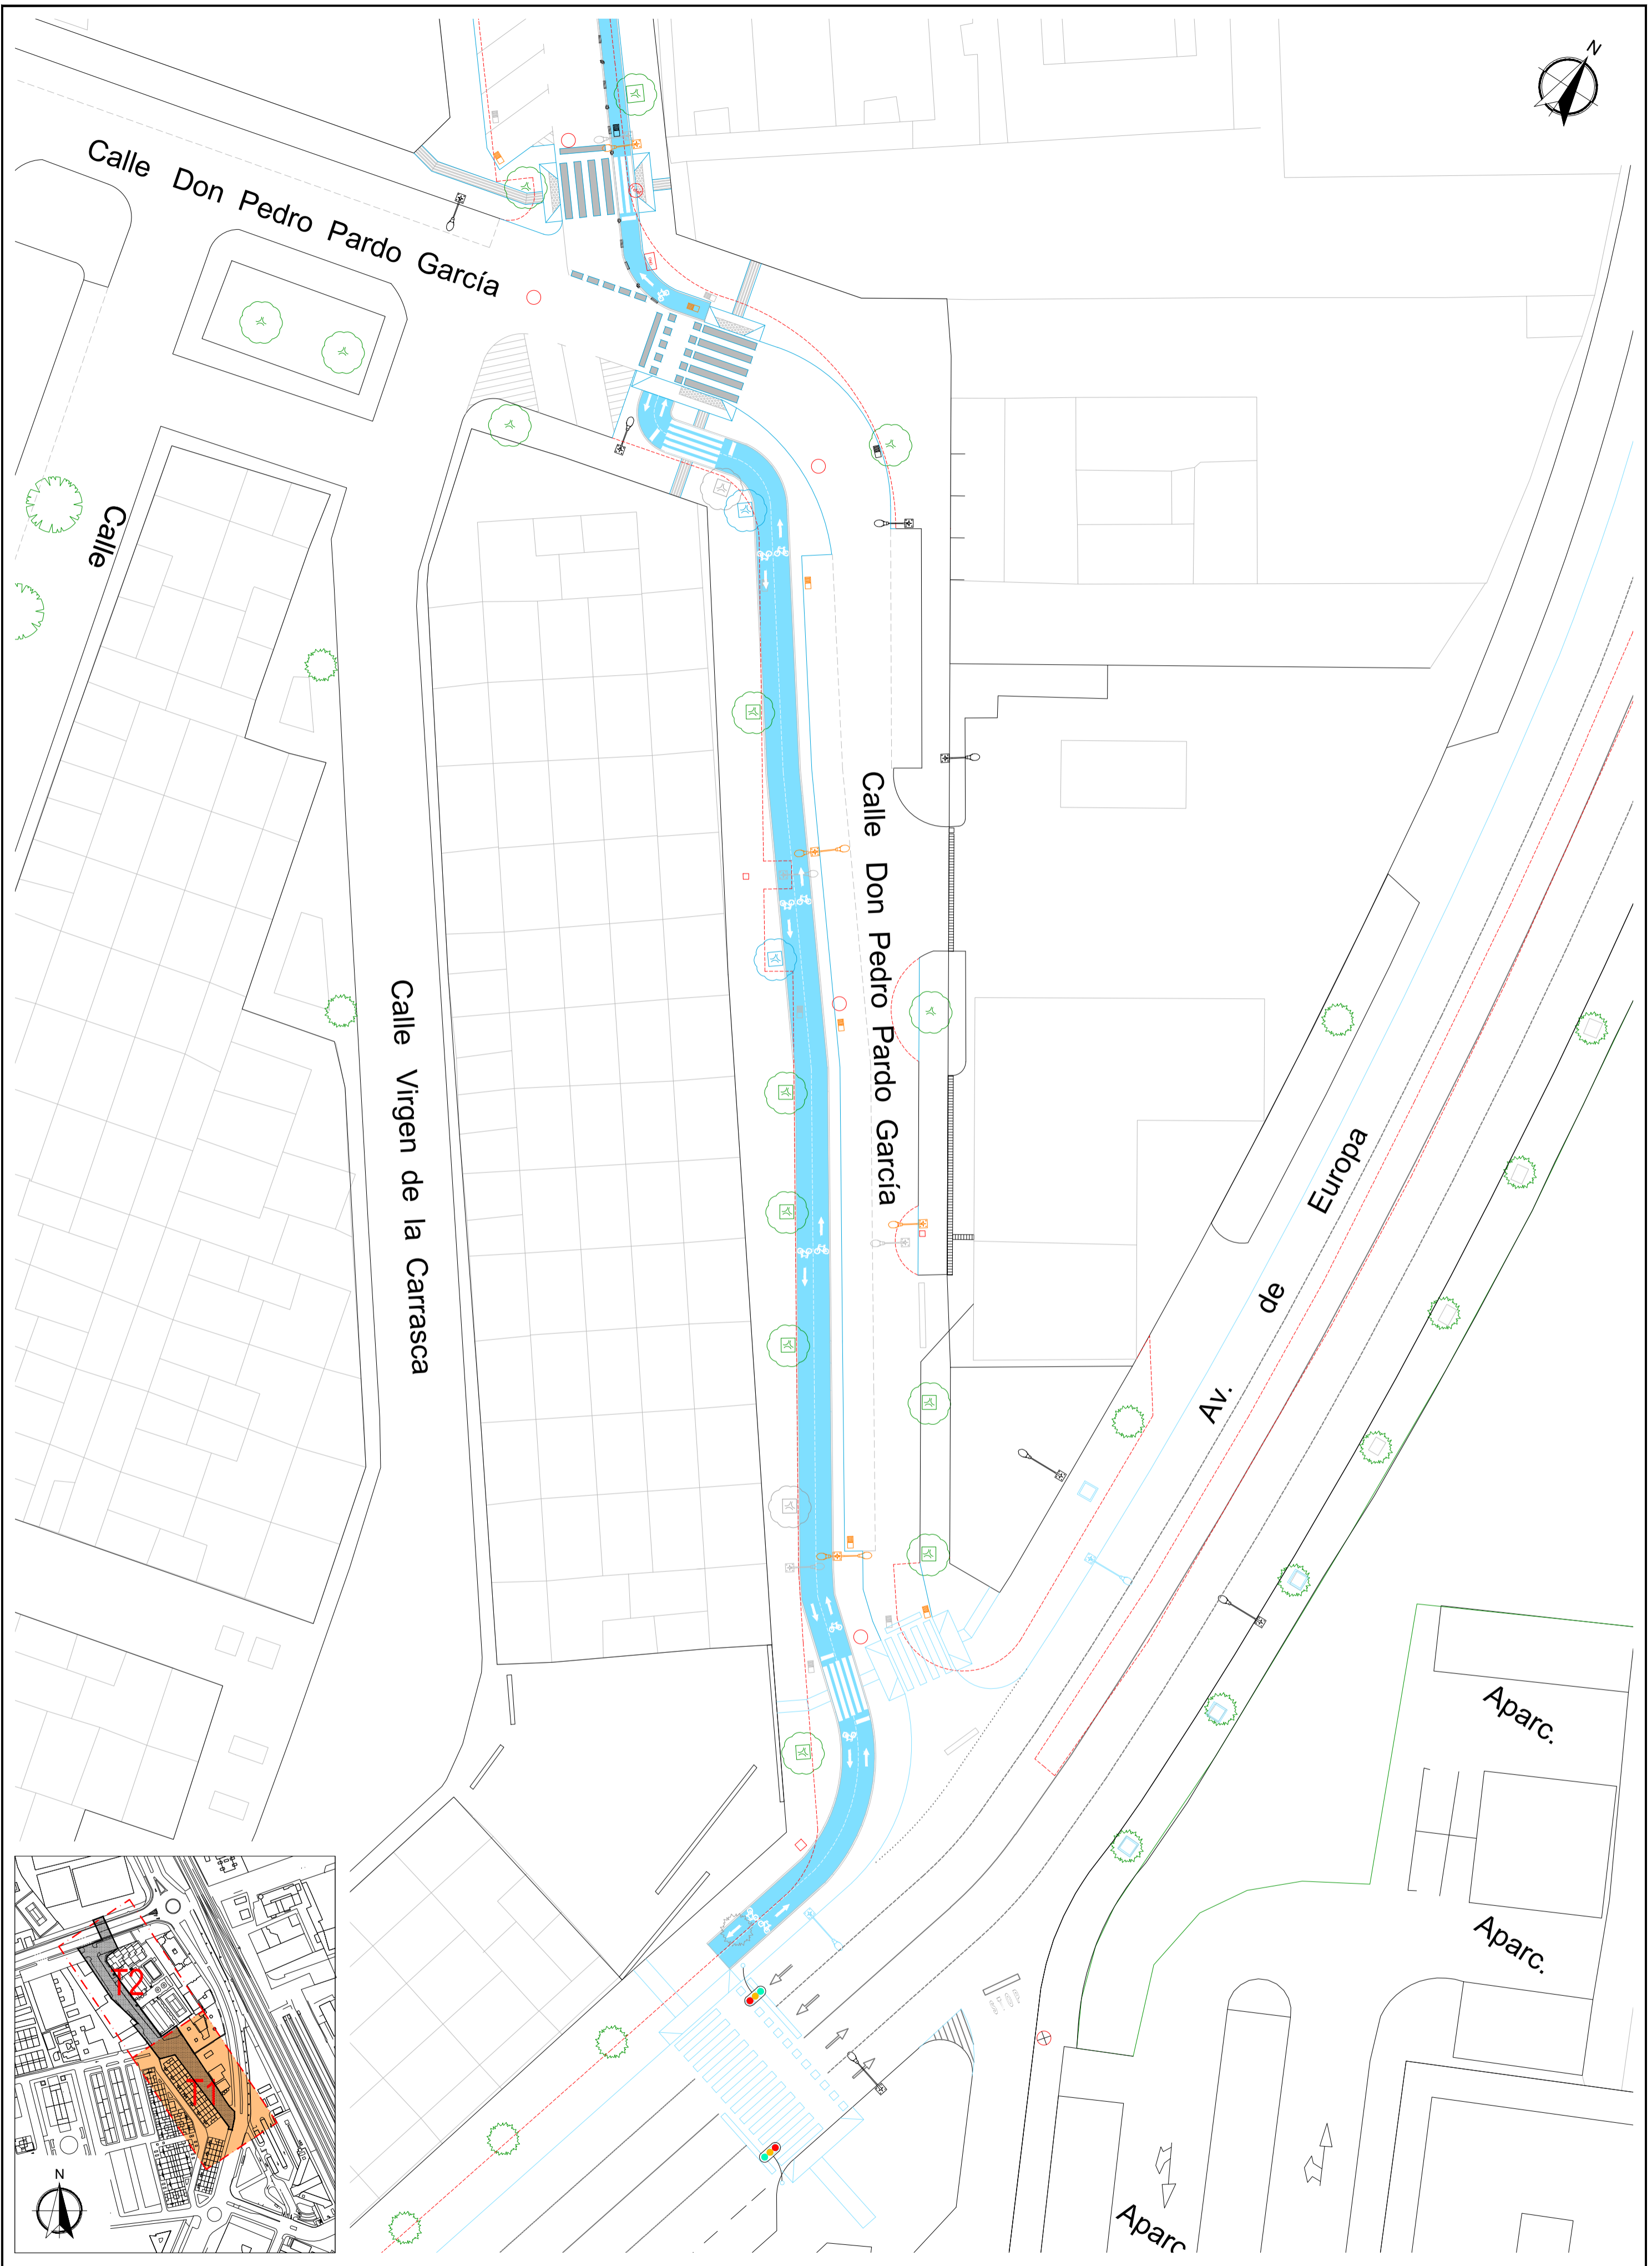 N
Calle Don Pedro Pardo García
Calle
Calle Don Pedro Pardo García
Calle Virgen de la Carrasca
Av. de Europa
Aparc.
Aparc.
Aparc
T2
T1
N